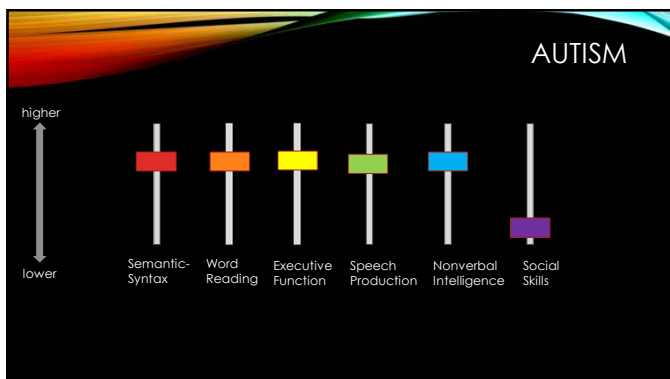 AUTISM
higher
lower
Semantic-
Syntax
Word
Reading
Executive
Function
Speech
Production
Nonverbal
Intelligence
Social
Skills